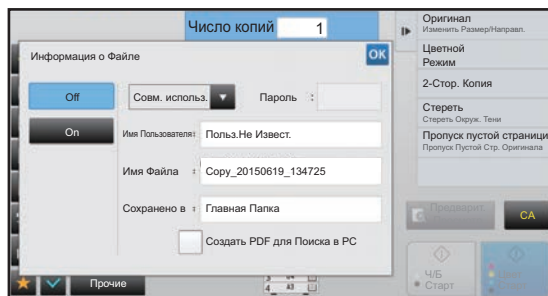 Число копий 1
Оригинал
Изменить Размер/Направл.
Цветной
Режим
2-Стор. Копия
Стереть
Стереть Окруж. Тени
Пропуск пустой страници
Пропуск Пустой Стр. Оригинала
Информация о Файле
OK
Off
Совм. использ.
Пароль :
On
Имя Пользователя:
Польз.Не Извест.
Имя Файла :
Copy_20150619_134725
Сохранено в :
Главная Папка
Создать PDF для Поиска в PC
CA
Прочие
Ч/Б
Старт